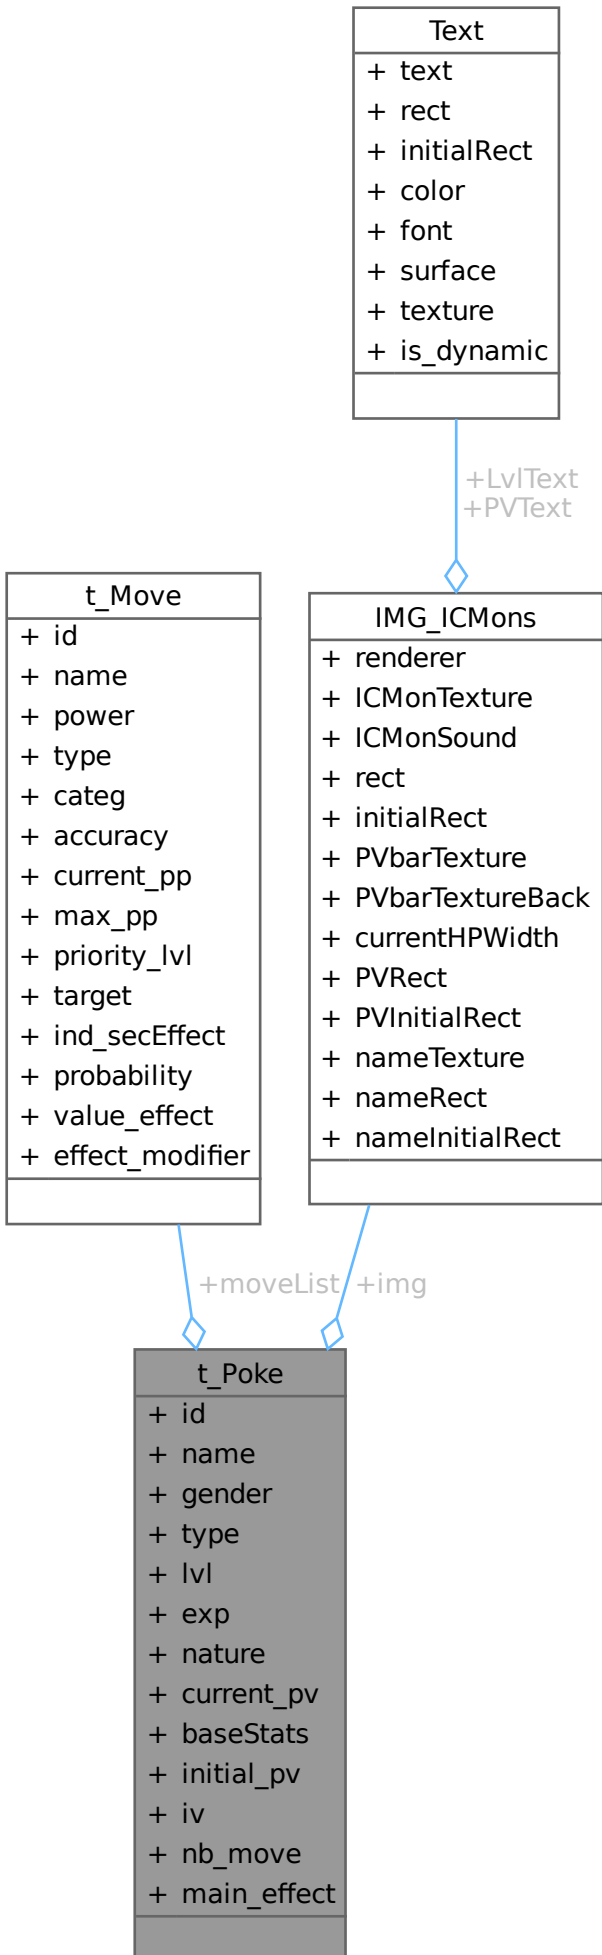 Text
+ text
+ rect
+ initialRect
+ color
+ font
+ surface
+ texture
+ is_dynamic
+LvlText
+PVText
t_Move
+ id
+ name
+ power
+ type
+ categ
+ accuracy
+ current_pp
+ max_pp
+ priority_lvl
+ target
+ ind_secEffect
+ probability
+ value_effect
+ effect_modifier
IMG_ICMons
+ renderer
+ ICMonTexture
+ ICMonSound
+ rect
+ initialRect
+ PVbarTexture
+ PVbarTextureBack
+ currentHPWidth
+ PVRect
+ PVInitialRect
+ nameTexture
+ nameRect
+ nameInitialRect
+moveList
+img
t_Poke
+ id
+ name
+ gender
+ type
+ lvl
+ exp
+ nature
+ current_pv
+ baseStats
+ initial_pv
+ iv
+ nb_move
+ main_effect